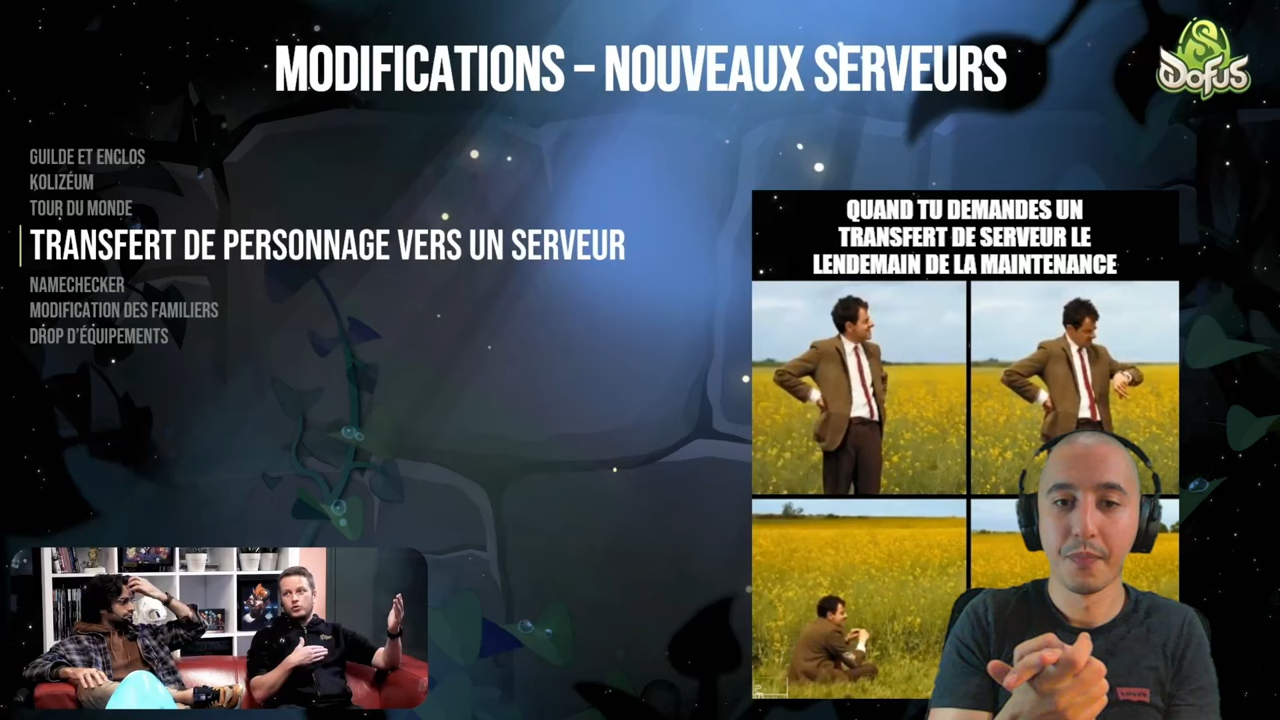 MODIFICATIONS – NOUVEAUX SERVEURS
DOFUS
GUILDE ET ENCLOS
KOLIZÉUM
TOUR DU MONDE
TRANSFERT DE PERSONNAGE VERS UN SERVEUR
NAMECHECKER
MODIFICATION DES FAMILIERS
DROP D'ÉQUIPEMENTS
QUAND TU DEMANDES UN
TRANSFERT DE SERVEUR LE
LENDEMAIN DE LA MAINTENANCE
LEVI'S